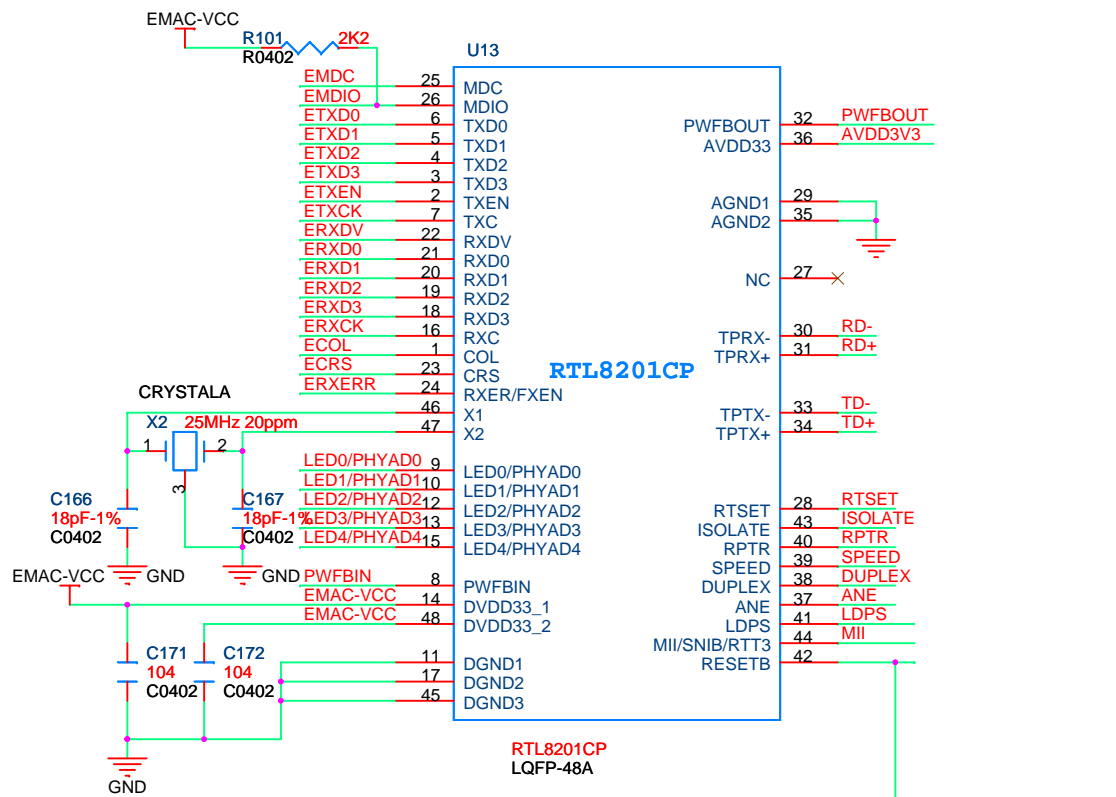 EMAC-VCC
R101 2K2
R0402
U13
EMDC 25 MDC
EMDIO 26 MDIO
ETXD0 6 TXD0
ETXD1 5 TXD1
ETXD2 4 TXD2
ETXD3 3 TXD3
ETXEN 2 TXEN
ETXCK 7 TXC
ERXDV 22 RXDV
ERXD0 21 RXD0
ERXD1 20 RXD1
ERXD2 19 RXD2
ERXD3 18 RXD3
ERXCK 16 RXC
ECOL 1 COL
ECRS 23 CRS
ERXERR 24 RXER/FXEN
46 X1
47 X2
CRYSTALA
X2 25MHz 20ppm
1 2
3
C166
18pF-1%
C0402
C167
18pF-1%
C0402
GND
GND
LED0/PHYAD0 9 LED0/PHYAD0
LED1/PHYAD1 10 LED1/PHYAD1
LED2/PHYAD2 12 LED2/PHYAD2
LED3/PHYAD3 13 LED3/PHYAD3
LED4/PHYAD4 15 LED4/PHYAD4
EMAC-VCC
PWFBIN 8 PWFBIN
EMAC-VCC 14 DVDD33_1
EMAC-VCC 48 DVDD33_2
C171
104
C0402
C172
104
C0402
11 DGND1
17 DGND2
45 DGND3
GND
RTL8201CP
PWFBOUT 32 PWFBOUT
AVDD33 36 AVDD3V3
AGND1 29
AGND2 35
NC 27
TPRX- 30 RD-
TPRX+ 31 RD+
TPTX- 33 TD-
TPTX+ 34 TD+
RTSET 28 RTSET
ISOLATE 43 ISOLATE
RPTR 40 RPTR
SPEED 39 SPEED
DUPLEX 38 DUPLEX
ANE 37 ANE
LDPS 41 LDPS
MII/SNIB/RTT3 44 MII
RESETB 42
RTL8201CP
LQFP-48A